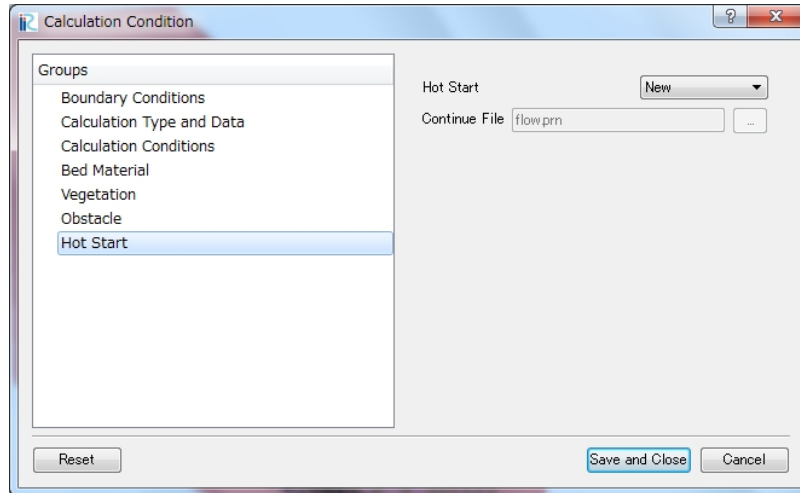 Calculation Condition
Groups
Boundary Conditions
Calculation Type and Data
Calculation Conditions
Bed Material
Vegetation
Obstacle
Hot Start
Hot Start New
Continue File flow.prn ...
Reset Save and Close Cancel